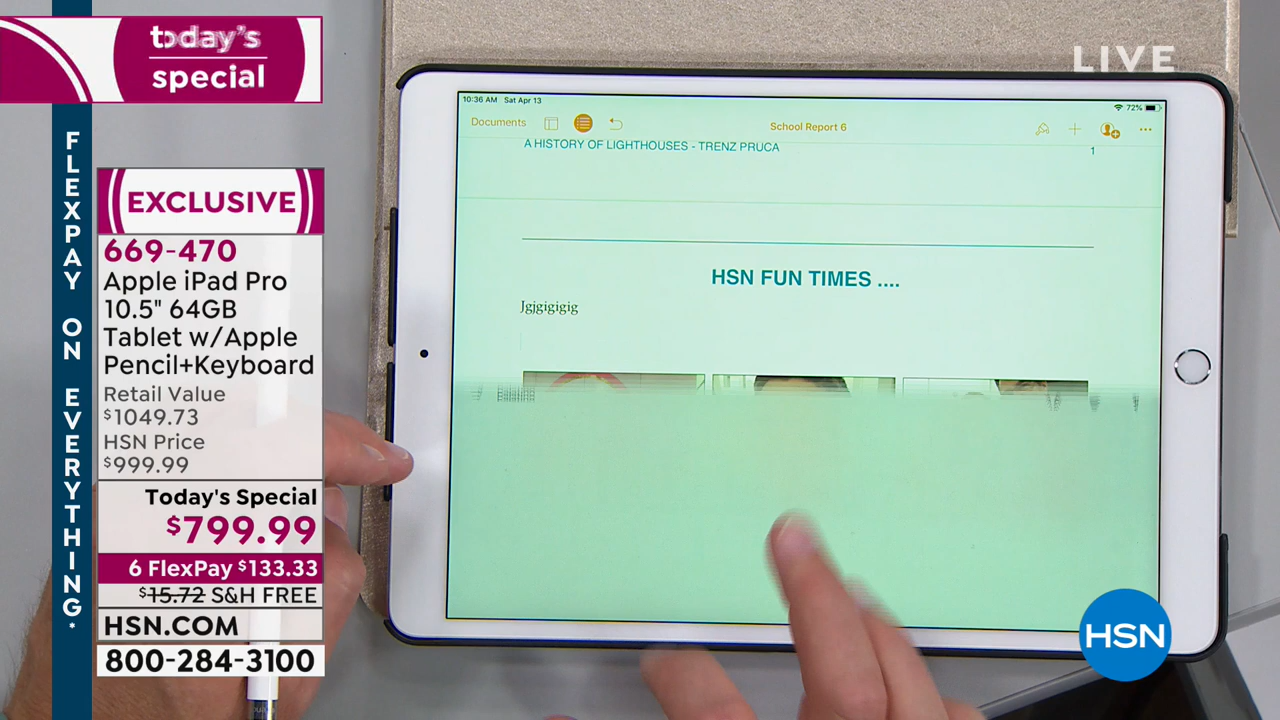 today's
special
LIVE
FLEXPAY ON EVERYTHING*
EXCLUSIVE
669-470
Apple iPad Pro
10.5" 64GB
Tablet w/Apple
Pencil+Keyboard
Retail Value
$1049.73
HSN Price
$999.99
Today's Special
$799.99
6 FlexPay $133.33
$15.72 S&H FREE
HSN.COM
800-284-3100
10:36 AM Sat Apr 13
72%
Documents
School Report 6
A HISTORY OF LIGHTHOUSES - TRENZ PRUCA
1
HSN FUN TIMES ....
Jgjgigigig
HSN